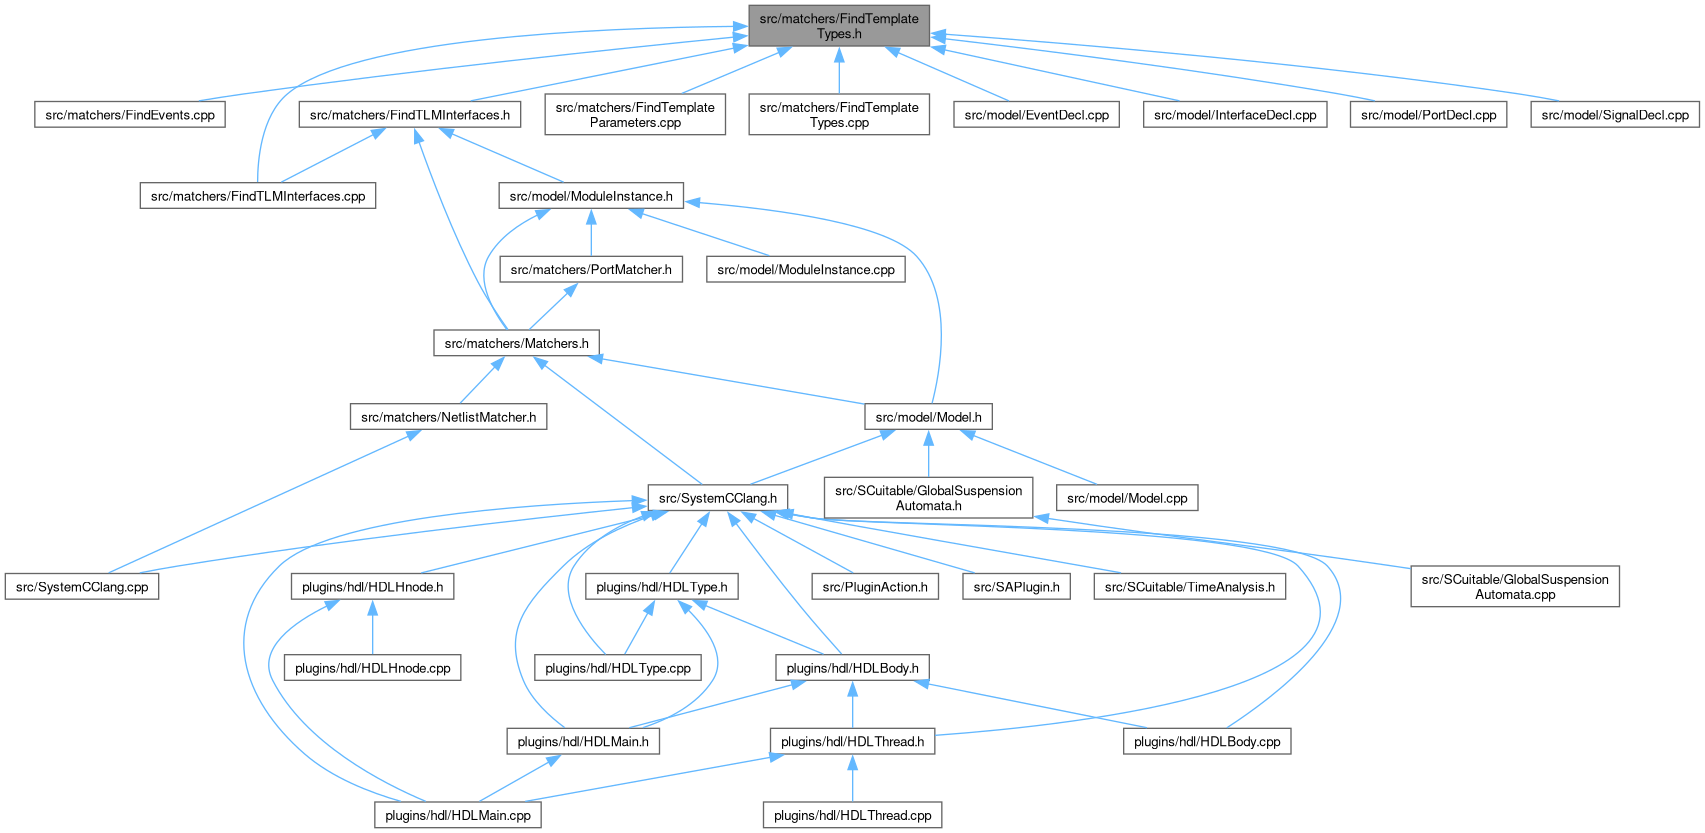 src/matchers/FindTemplate
Types.h
src/matchers/FindEvents.cpp
src/matchers/FindTLMInterfaces.h
src/matchers/FindTemplate
Parameters.cpp
src/matchers/FindTemplate
Types.cpp
src/model/EventDecl.cpp
src/model/InterfaceDecl.cpp
src/model/PortDecl.cpp
src/model/SignalDecl.cpp
src/matchers/FindTLMInterfaces.cpp
src/model/ModuleInstance.h
src/matchers/PortMatcher.h
src/model/ModuleInstance.cpp
src/matchers/Matchers.h
src/matchers/NetlistMatcher.h
src/model/Model.h
src/SystemCClang.h
src/SCuitable/GlobalSuspension
Automata.h
src/model/Model.cpp
src/SystemCClang.cpp
plugins/hdl/HDLHnode.h
plugins/hdl/HDLType.h
src/PluginAction.h
src/SAPlugin.h
src/SCuitable/TimeAnalysis.h
src/SCuitable/GlobalSuspension
Automata.cpp
plugins/hdl/HDLHnode.cpp
plugins/hdl/HDLType.cpp
plugins/hdl/HDLBody.h
plugins/hdl/HDLMain.h
plugins/hdl/HDLThread.h
plugins/hdl/HDLBody.cpp
plugins/hdl/HDLMain.cpp
plugins/hdl/HDLThread.cpp